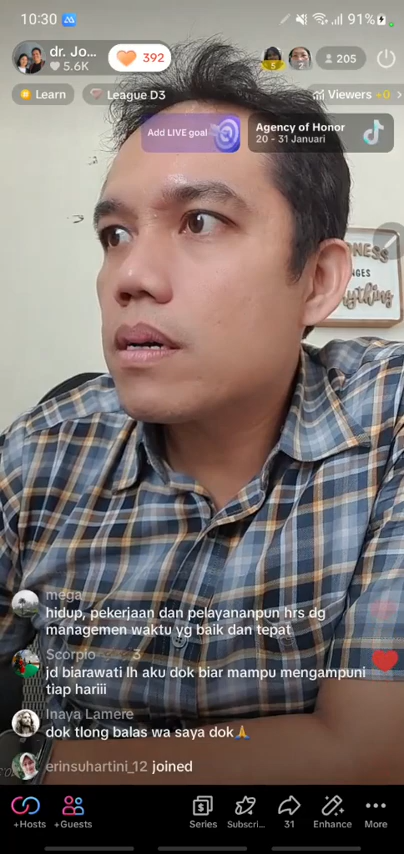 10:30
91%
dr. Jo...
5.6K
392
5
2
205
Learn
League D3
Viewers +0 >
Add LIVE goal
Agency of Honor
20 - 31 Januari
mega
hidup, pekerjaan dan pelayananpun hrs dg
managemen waktu yg baik dan tepat
Scorpio
3
jd biarawati lh aku dok biar mampu mengampuni
tiap hariii
Inaya Lamere
dok tlong balas wa saya dok🙏
erinsuhartini_12 joined
+Hosts
+Guests
Series
Subscri...
31
Enhance
More